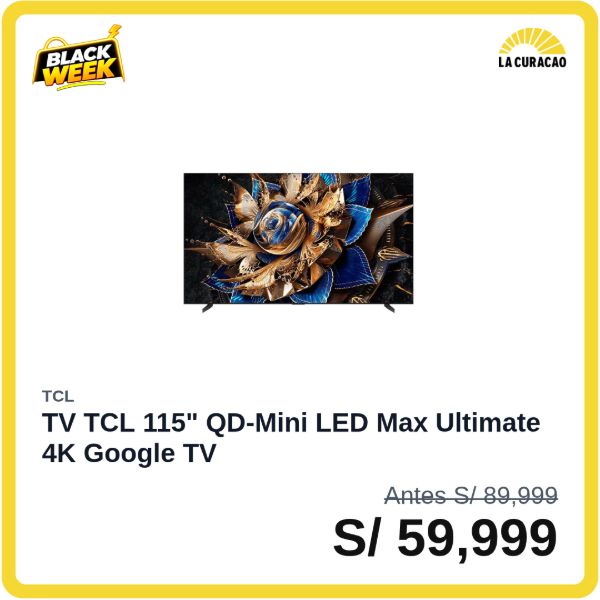 BLACK
WEEK
LA CURACAO
TCL
TV TCL 115" QD-Mini LED Max Ultimate
4K Google TV
Antes S/ 89,999
S/ 59,999